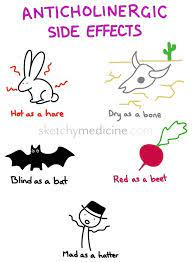 ANTICHOLINERGIC
SIDE EFFECTS
Hot as a hare
Dry as a bone
sketchymedicine.com
Blind as a bat
Red as a beet
Mad as a hatter